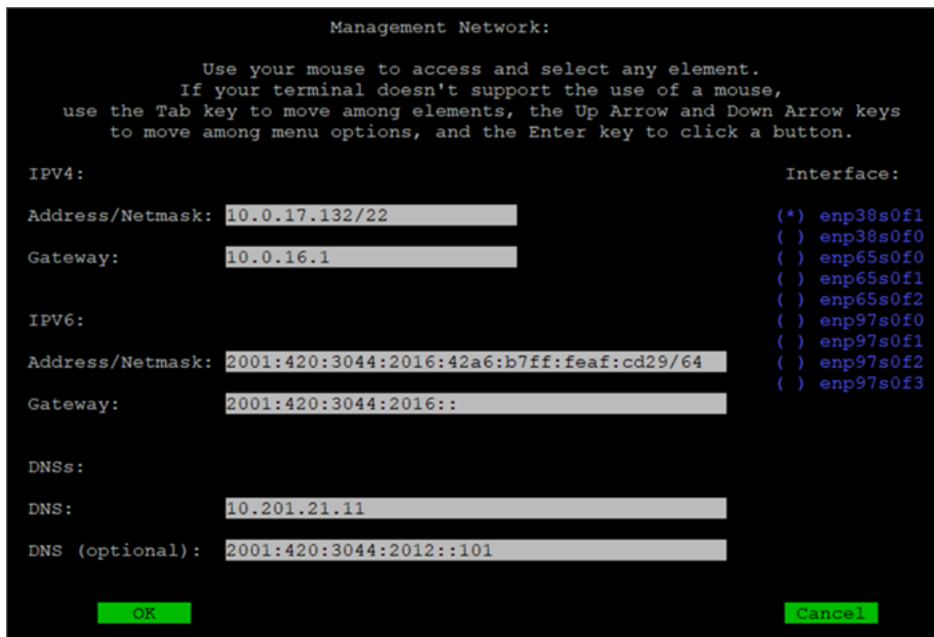 Management Network:
Use your mouse to access and select any element.
If your terminal doesn't support the use of a mouse,
use the Tab key to move among elements, the Up Arrow and Down Arrow keys
to move among menu options, and the Enter key to click a button.
IPV4: Interface:
Address/Netmask: 10.0.17.132/22 (*) enp38s0f1
( ) enp38s0f0
Gateway: 10.0.16.1 ( ) enp65s0f0
( ) enp65s0f1
( ) enp65s0f2
IPV6: ( ) enp97s0f0
( ) enp97s0f1
Address/Netmask: 2001:420:3044:2016:42a6:b7ff:feaf:cd29/64 ( ) enp97s0f2
( ) enp97s0f3
Gateway: 2001:420:3044:2016::
DNSs:
DNS: 10.201.21.11
DNS (optional): 2001:420:3044:2012::101
OK Cancel